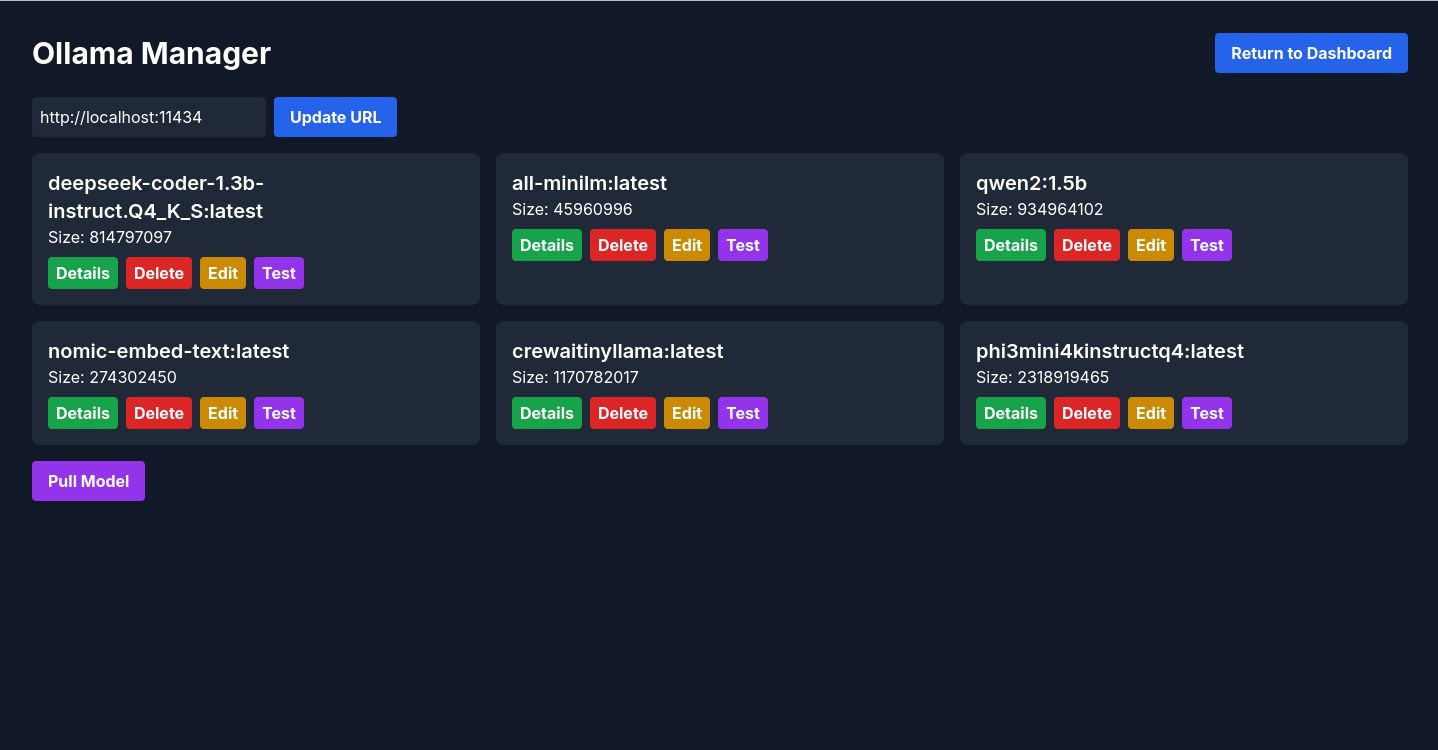 Ollama Manager
Return to Dashboard
http://localhost:11434
Update URL
deepseek-coder-1.3b-
instruct.Q4_K_S:latest
Size: 814797097
Details Delete Edit Test
all-minilm:latest
Size: 45960996
Details Delete Edit Test
qwen2:1.5b
Size: 934964102
Details Delete Edit Test
nomic-embed-text:latest
Size: 274302450
Details Delete Edit Test
crewaitinyllama:latest
Size: 1170782017
Details Delete Edit Test
phi3mini4kinstructq4:latest
Size: 2318919465
Details Delete Edit Test
Pull Model